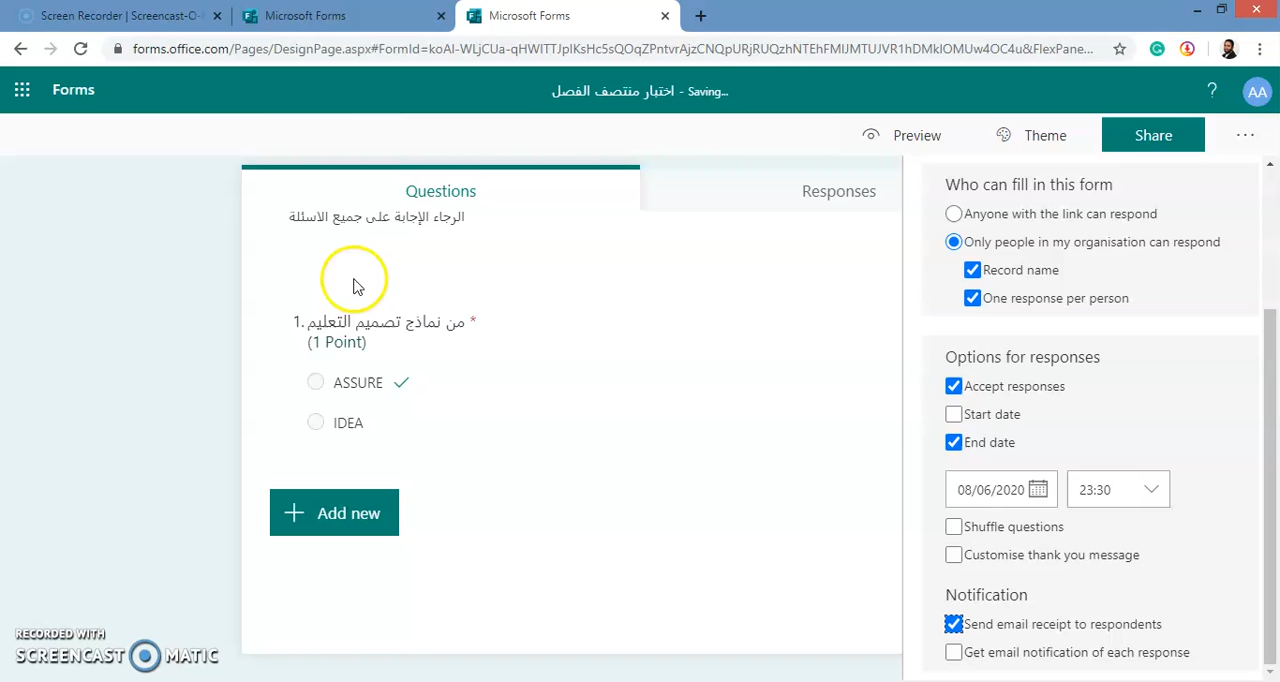 Screen Recorder | Screencast-O-
Microsoft Forms
Microsoft Forms
forms.office.com/Pages/DesignPage.aspx#FormId=koAI-WLjCUa-qHWITTJpIKsHc5sQOqZPntvrAjzCNQpURjRUQzhNTEhFMlJMTUJVR1hDMklOMUw4OC4u&FlexPane...
Forms
اختبار منتصف الفصل - Saving...
?
AA
Preview
Theme
Share
...
Questions
Responses
الرجاء الإجابة على جميع الاسئلة
1. من نماذج تصميم التعليم *
(1 Point)
ASSURE
IDEA
Add new
Who can fill in this form
Anyone with the link can respond
Only people in my organisation can respond
Record name
One response per person
Options for responses
Accept responses
Start date
End date
08/06/2020
23:30
Shuffle questions
Customise thank you message
Notification
Send email receipt to respondents
Get email notification of each response
RECORDED WITH
SCREENCAST MATIC